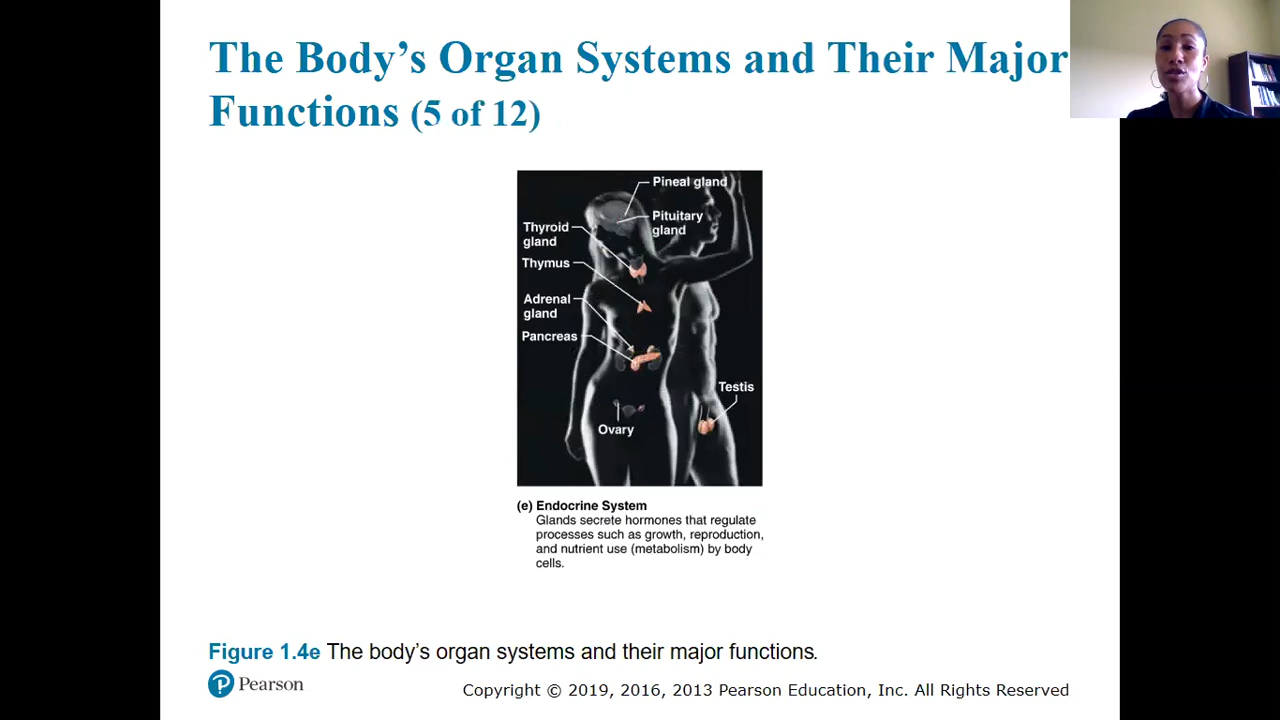 The Body’s Organ Systems and Their Major
Functions (5 of 12)
Pineal gland
Pituitary
gland
Thyroid
gland
Thymus
Adrenal
gland
Pancreas
Testis
Ovary
(e) Endocrine System
Glands secrete hormones that regulate
processes such as growth, reproduction,
and nutrient use (metabolism) by body
cells.
Figure 1.4e The body’s organ systems and their major functions.
Pearson
Copyright © 2019, 2016, 2013 Pearson Education, Inc. All Rights Reserved